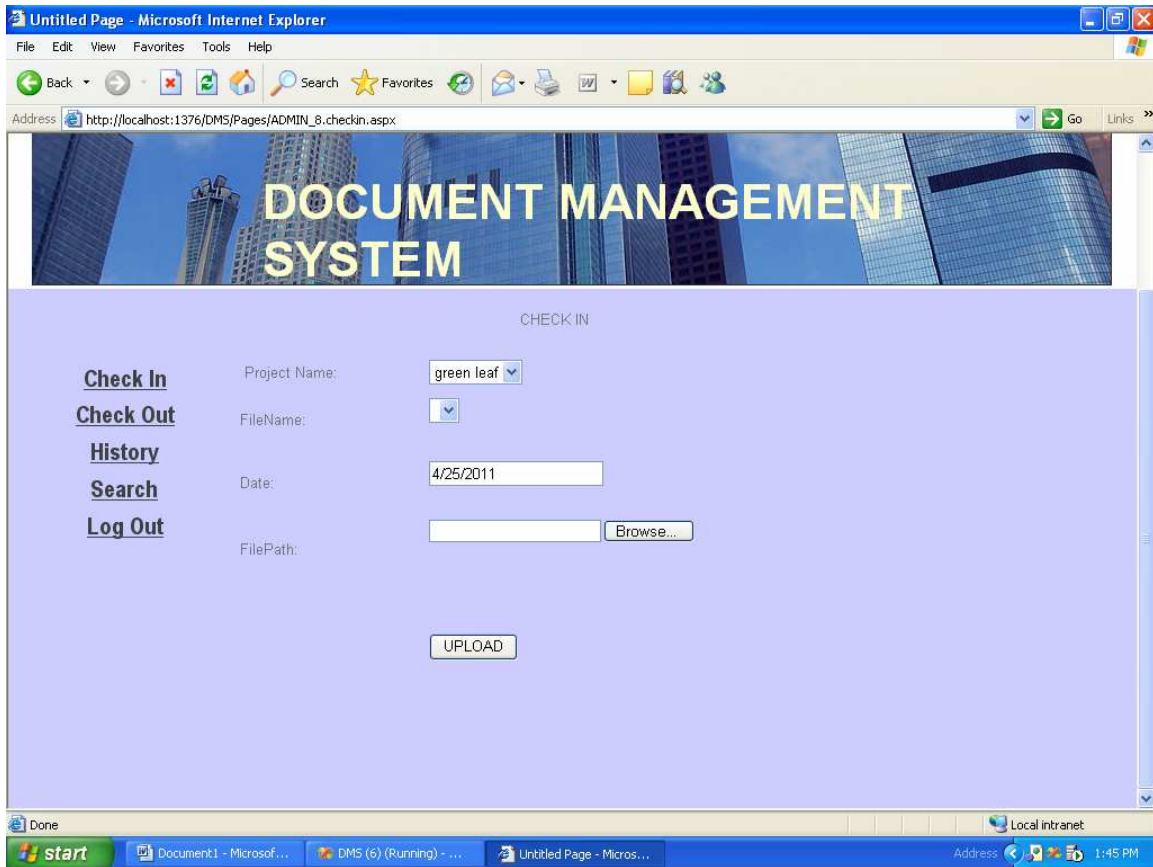 Untitled Page - Microsoft Internet Explorer
File Edit View Favorites Tools Help
Back Search Favorites
Address http://localhost:1376/DMS/Pages/ADMIN_8.checkin.aspx Go Links »
DOCUMENT MANAGEMENT
SYSTEM
CHECK IN
Check In
Check Out
History
Search
Log Out
Project Name: green leaf
FileName:
Date: 4/25/2011
FilePath: Browse...
UPLOAD
Done Local intranet
start Document1 - Microsof... DMS (6) (Running) - ... Untitled Page - Micros... Address 1:45 PM